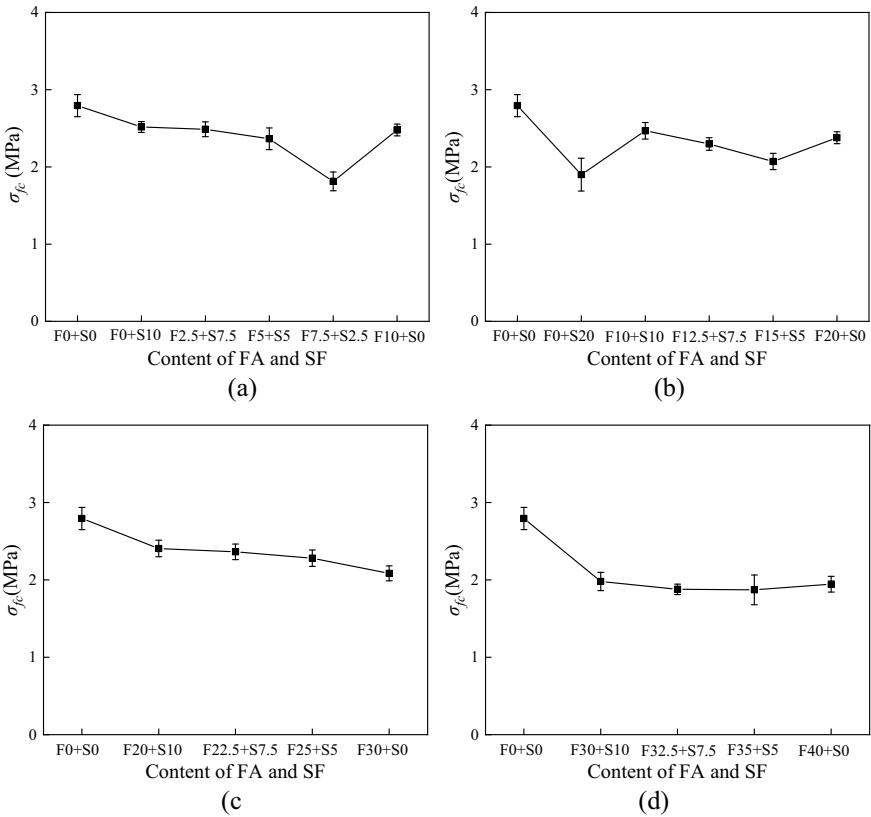 4
3
2
1
0
σfc (MPa)
F0+S0 F0+S10 F2.5+S7.5 F5+S5 F7.5+S2.5 F10+S0
Content of FA and SF
(a)
4
3
2
1
0
σfc (MPa)
F0+S0 F0+S20 F10+S10 F12.5+S7.5 F15+S5 F20+S0
Content of FA and SF
(b)
4
3
2
1
0
σfc(MPa)
F0+S0 F20+S10 F22.5+S7.5 F25+S5 F30+S0
Content of FA and SF
(c
4
3
2
1
0
σfc(MPa)
F0+S0 F30+S10 F32.5+S7.5 F35+S5 F40+S0
Content of FA and SF
(d)